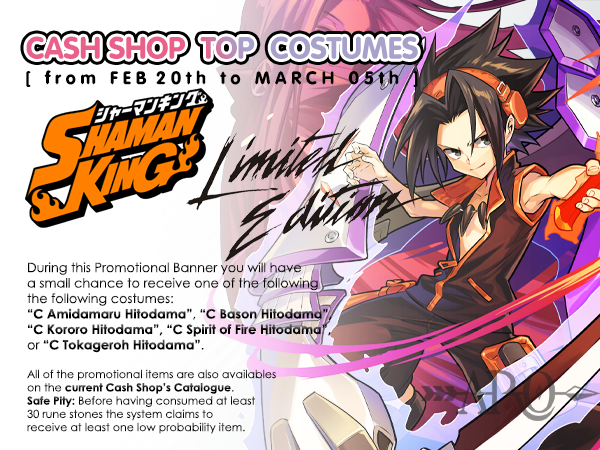 CASH SHOP TOP COSTUMES
[ from FEB 20th to MARCH 05th ]
シャーマンキング
SHAMAN
KING
Limited
Edition
During this Promotional Banner you will have
a small chance to receive one of the following
the following costumes:
“C Amidamaru Hitodama”, “C Bason Hitodama”,
“C Kororo Hitodama”, “C Spirit of Fire Hitodama”
or “C Tokageroh Hitodama”.
All of the promotional items are also availables
on the current Cash Shop’s Catalogue.
Safe Pity: Before having consumed at least
30 rune stones the system claims to
receive at least one low probability item.
ARO